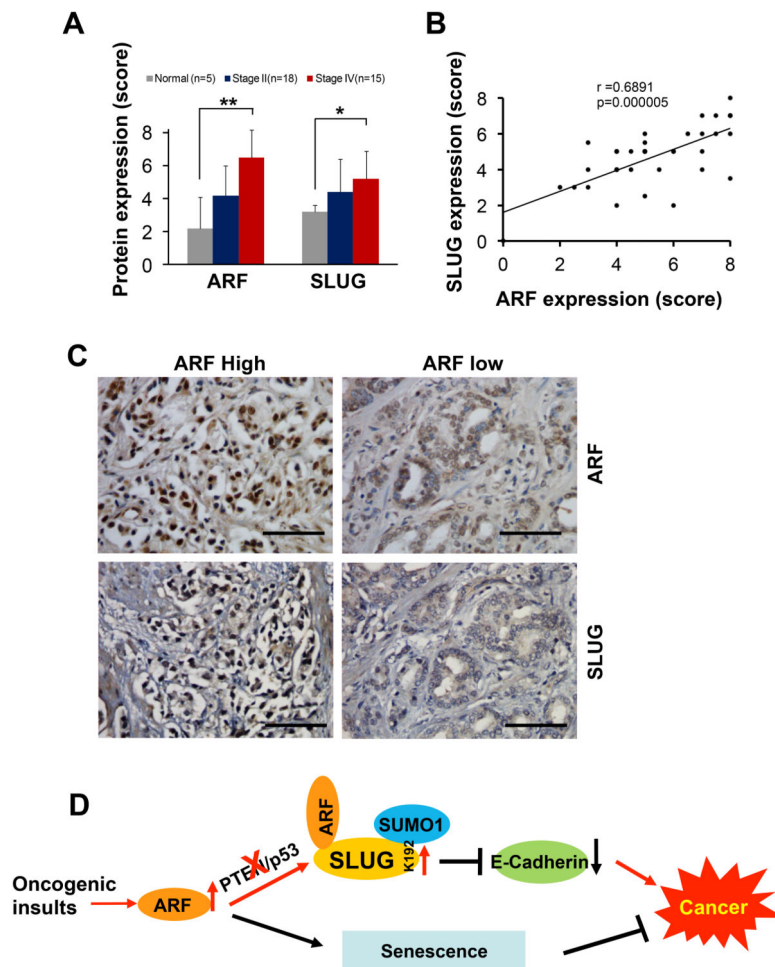 A
Normal (n=5) Stage II(n=18) Stage IV(n=15)
Protein expression (score)
8
6
4
2
0
**
*
ARF SLUG
B
r =0.6891
p=0.000005
SLUG expression (score)
8
6
4
2
0
0 2 4 6 8
ARF expression (score)
C
ARF High ARF low
ARF
SLUG
D
Oncogenic
insults
ARF
PTEN/p53
X
ARF
SUMO1
SLUG
K192
E-Cadherin
Cancer
Senescence